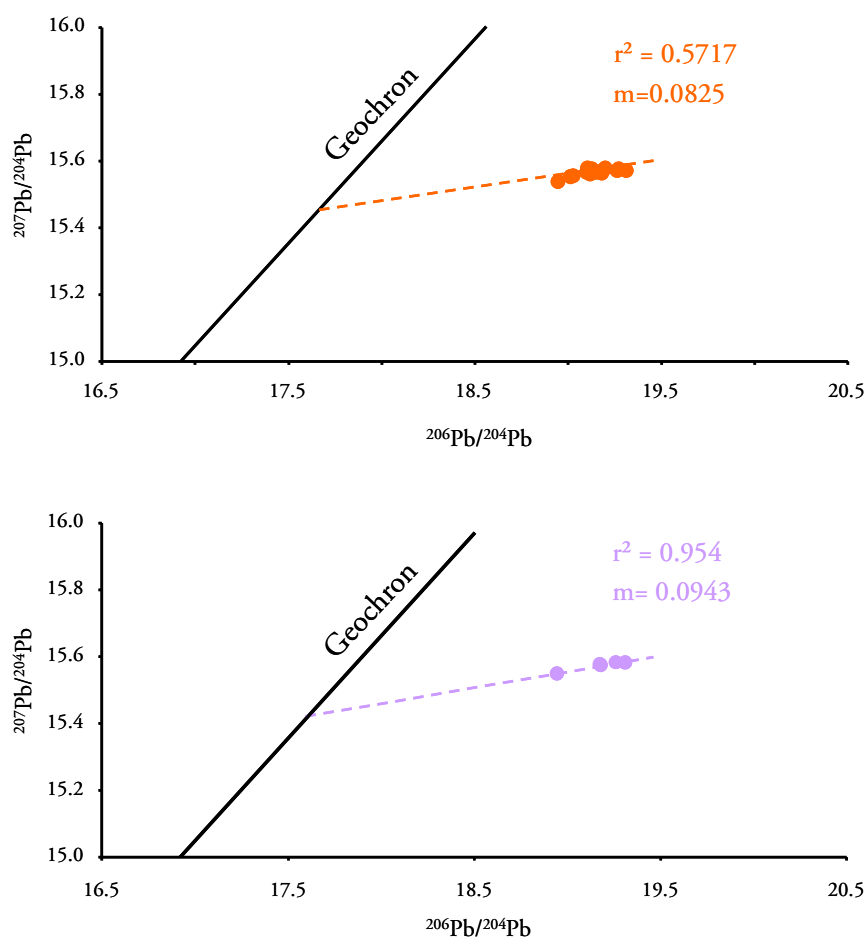 16.0
r² = 0.5717
m=0.0825
Geochron
15.8
15.6
²⁰⁷Pb/²⁰⁴Pb
15.4
15.2
15.0
16.5 17.5 18.5 19.5 20.5
²⁰⁶Pb/²⁰⁴Pb
16.0
r² = 0.954
m= 0.0943
Geochron
15.8
15.6
²⁰⁷Pb/²⁰⁴Pb
15.4
15.2
15.0
16.5 17.5 18.5 19.5 20.5
²⁰⁶Pb/²⁰⁴Pb